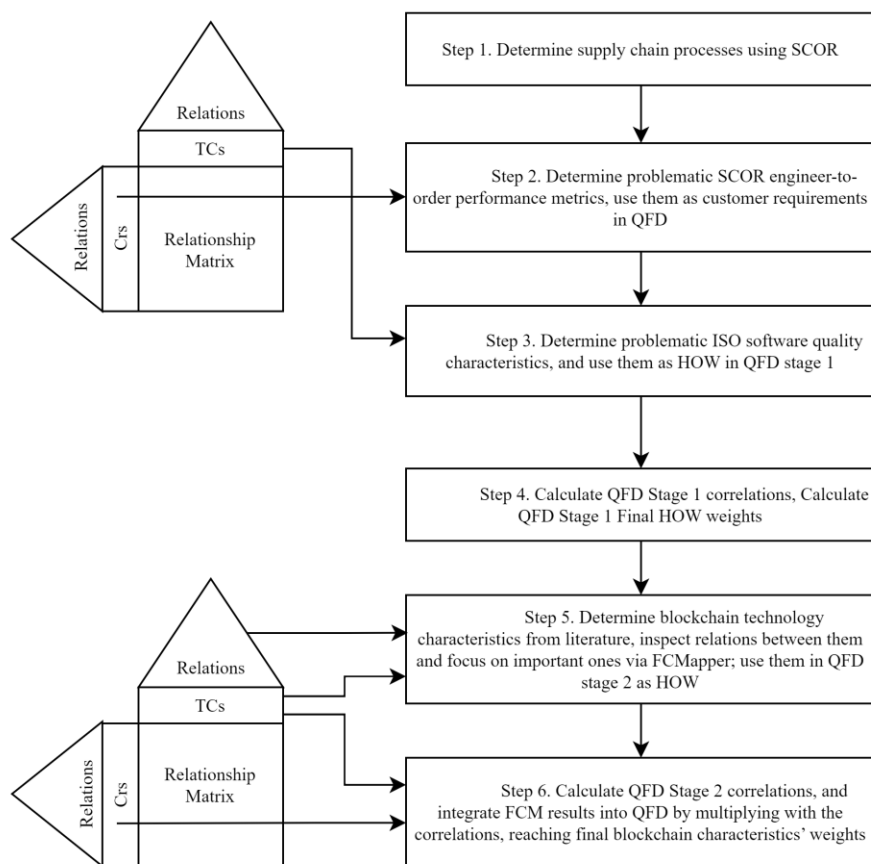 Step 1. Determine supply chain processes using SCOR
Relations
TCs
Relations
Crs
Relationship
Matrix
Step 2. Determine problematic SCOR engineer-to-
order performance metrics, use them as customer requirements
in QFD
Step 3. Determine problematic ISO software quality
characteristics, and use them as HOW in QFD stage 1
Step 4. Calculate QFD Stage 1 correlations, Calculate
QFD Stage 1 Final HOW weights
Relations
TCs
Relations
Crs
Relationship
Matrix
Step 5. Determine blockchain technology
characteristics from literature, inspect relations between them
and focus on important ones via FCMapper; use them in QFD
stage 2 as HOW
Step 6. Calculate QFD Stage 2 correlations, and
integrate FCM results into QFD by multiplying with the
correlations, reaching final blockchain characteristics’ weights